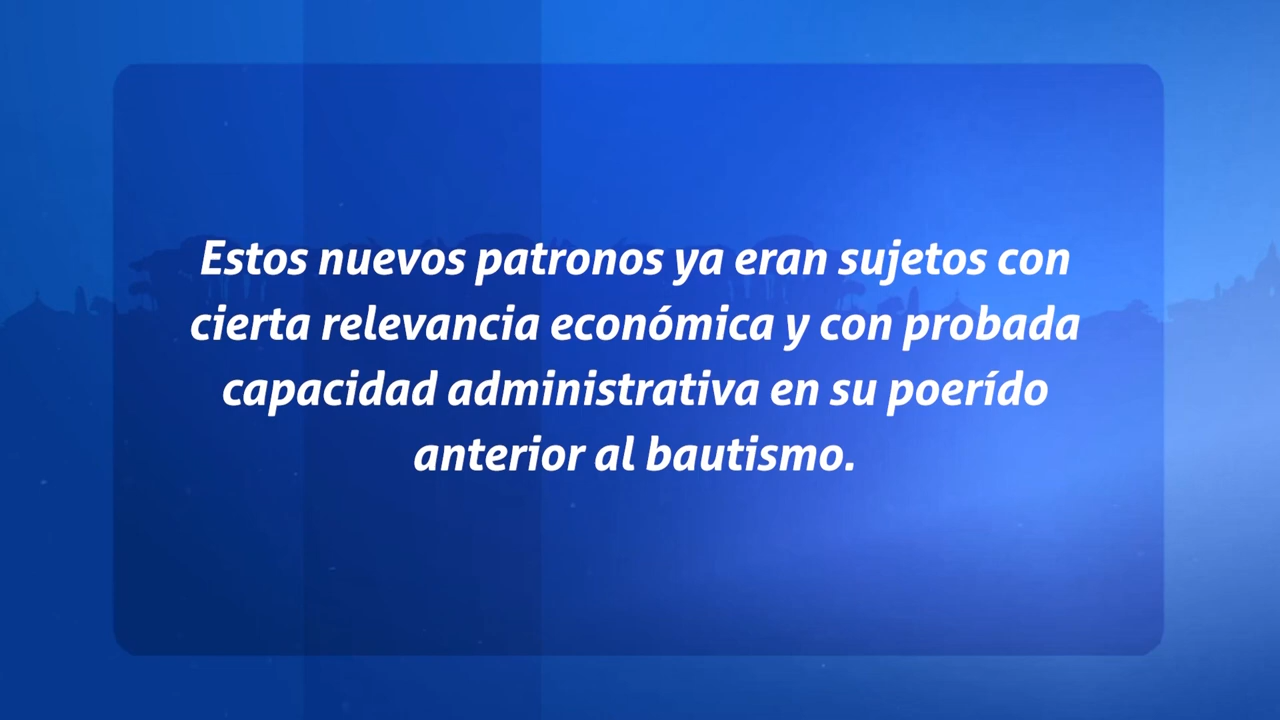 Estos nuevos patronos ya eran sujetos con
cierta relevancia económica y con probada
capacidad administrativa en su poerído
anterior al bautismo.